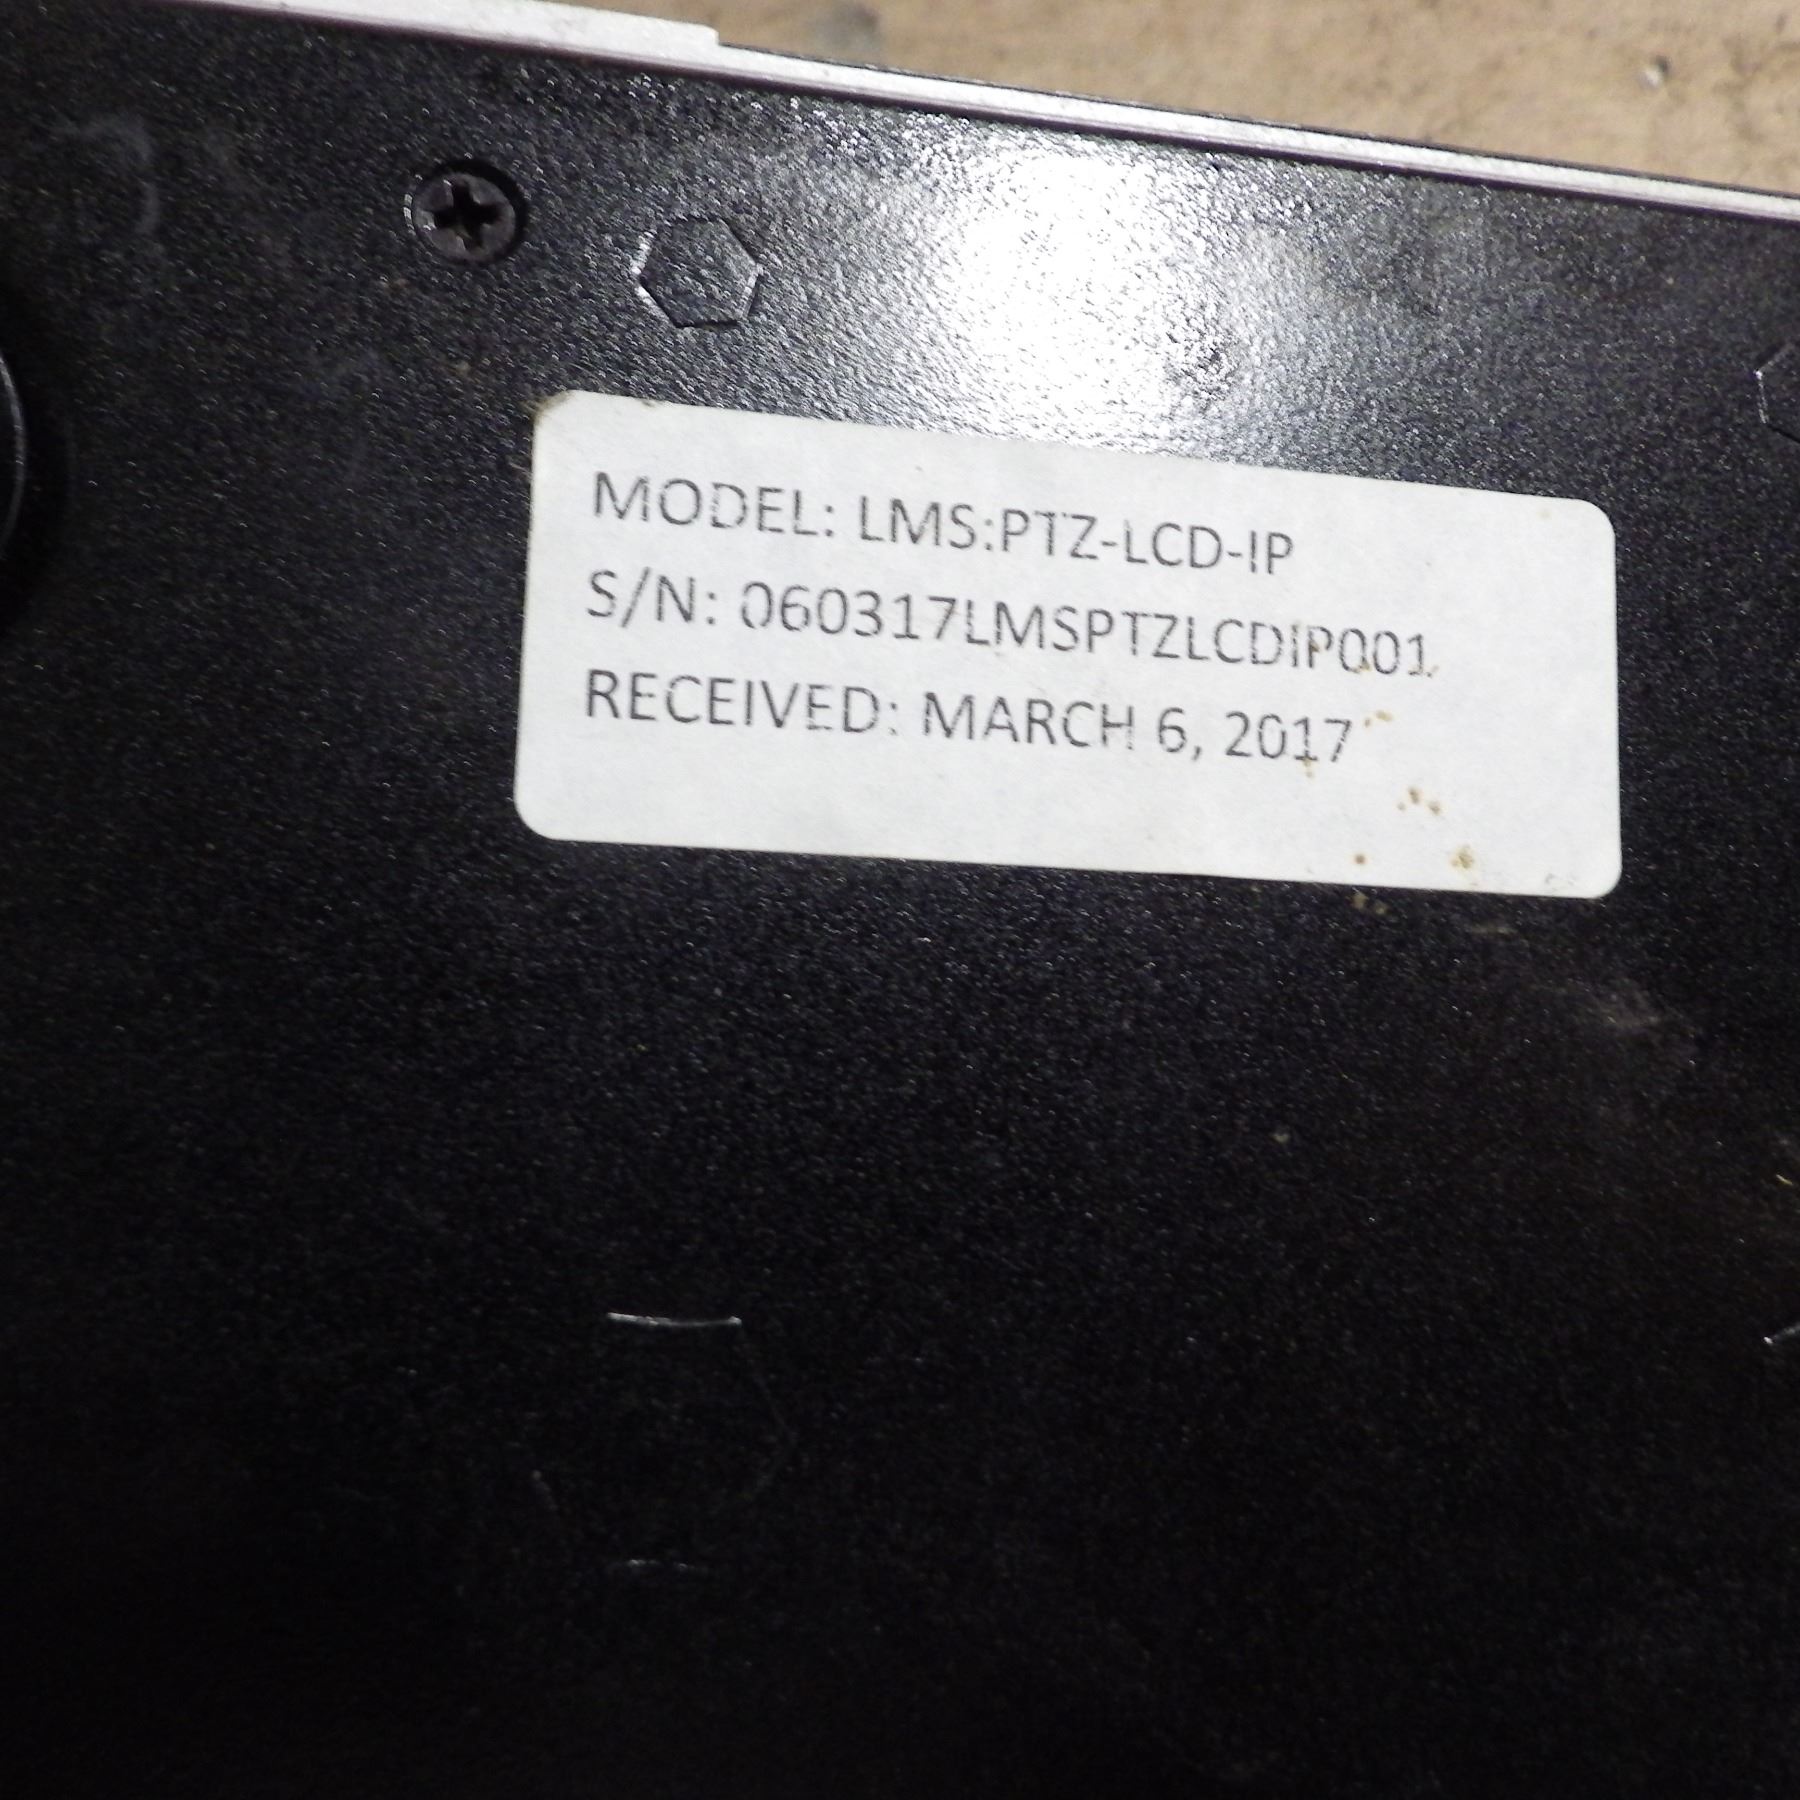 MODEL: LMS:PTZ-LCD-IP
S/N: 060317LMSPTZLCDIP001
RECEIVED: MARCH 6, 2017